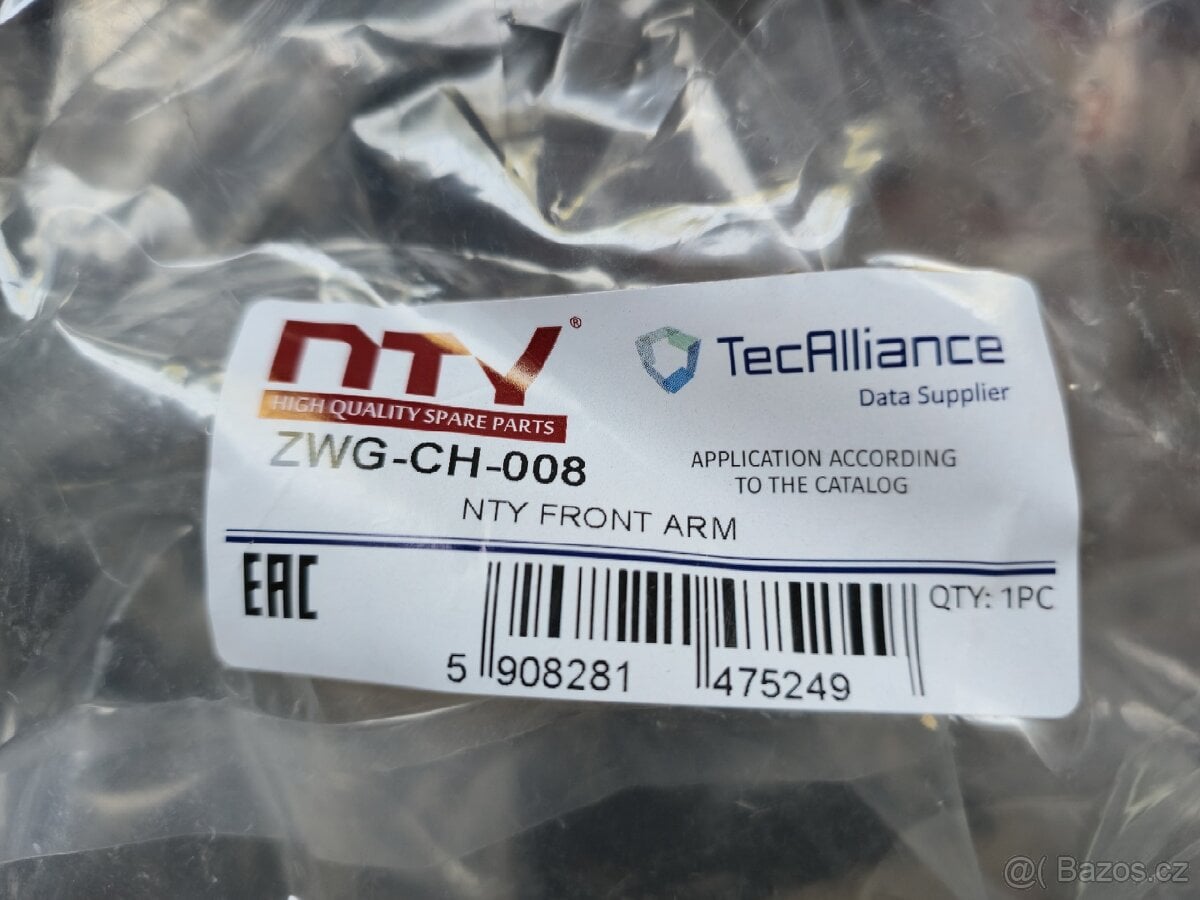 NTY®
HIGH QUALITY SPARE PARTS
ZWG-CH-008
TecAlliance
Data Supplier
APPLICATION ACCORDING
TO THE CATALOG
NTY FRONT ARM
EAC
QTY: 1PC
5 908281 475249
@( Bazos.cz